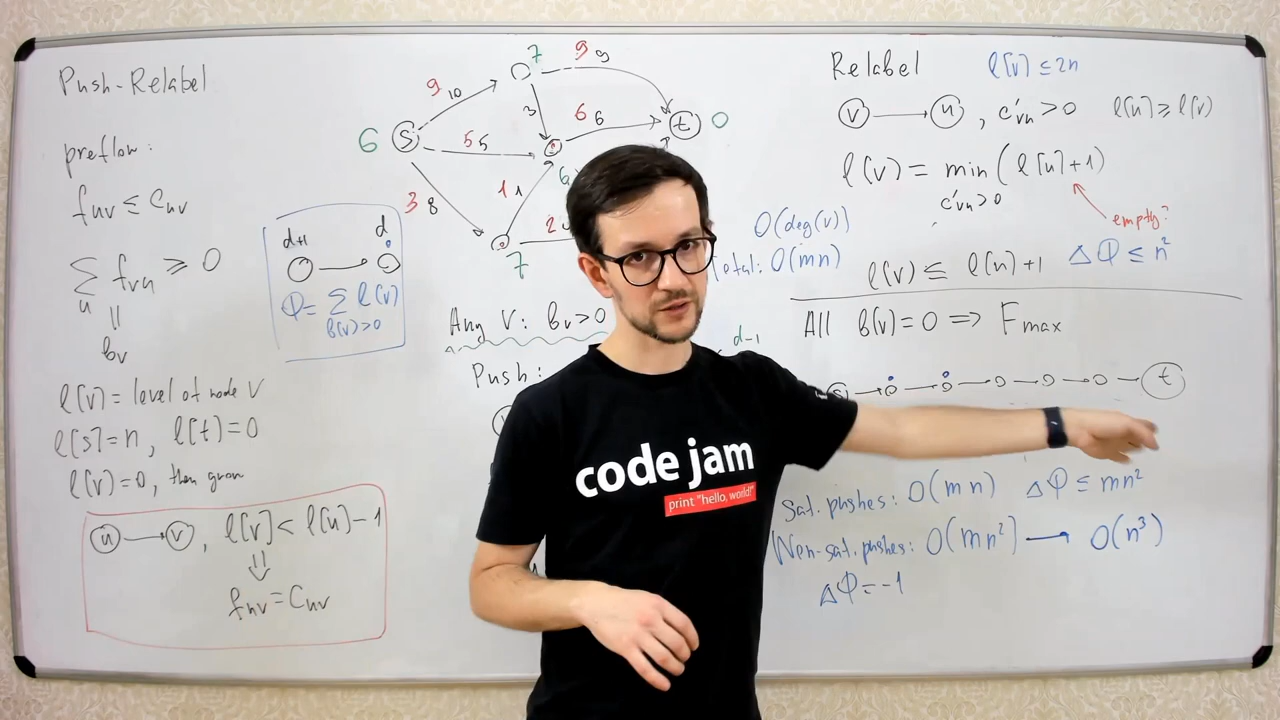 Push-Relabel
preflow:
fuv ≤ Cuv
∑ fvu ≥ 0
u
||
bv
l(v) = level of node v
l[s]=n, l(t)=0
l(v)=0, then grow
u → v, l[v] < l[u]-1
⇓
fuv = Cuv
d+1 d
φ = ∑ l(v)
b(v)>0
7
9 9
9 10
3
6 6
t 0
6 s
5 5
1 1
3 8
2
7
Any V: bv>0
Push:
d-1
O(deg(v))
O(mn)
Relabel l[v] ≤ 2n
v → u, c'vu > 0 l[u] ≥ l(v)
l(v) = min (l[u]+1)
c'vu>0
empty?
l(v) ≤ l(u)+1 Δφ ≤ n²
All b(v)=0 => Fmax
t
Sat. pushes: O(mn) Δφ ≤ mn²
Non-sat. pushes: O(mn²) → O(n³)
Δφ = -1
code jam
print "hello, world!"